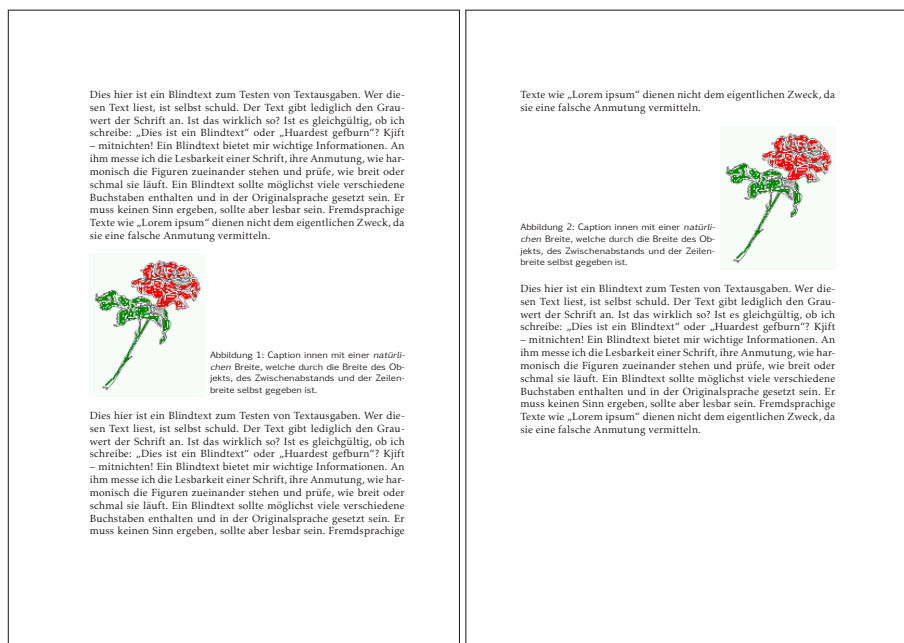 Dies hier ist ein Blindtext zum Testen von Textausgaben. Wer die-
sen Text liest, ist selbst schuld. Der Text gibt lediglich den Grau-
wert der Schrift an. Ist das wirklich so? Ist es gleichgültig, ob ich
schreibe: „Dies ist ein Blindtext“ oder „Huardest gefburn“? Kjift
– mitnichten! Ein Blindtext bietet mir wichtige Informationen. An
ihm messe ich die Lesbarkeit einer Schrift, ihre Anmutung, wie har-
monisch die Figuren zueinander stehen und prüfe, wie breit oder
schmal sie läuft. Ein Blindtext sollte möglichst viele verschiedene
Buchstaben enthalten und in der Originalsprache gesetzt sein. Er
muss keinen Sinn ergeben, sollte aber lesbar sein. Fremdsprachige
Texte wie „Lorem ipsum“ dienen nicht dem eigentlichen Zweck, da
sie eine falsche Anmutung vermitteln.
Abbildung 1: Caption innen mit einer natürli-
chen Breite, welche durch die Breite des Ob-
jekts, des Zwischenabstands und der Zeilen-
breite selbst gegeben ist.
Dies hier ist ein Blindtext zum Testen von Textausgaben. Wer die-
sen Text liest, ist selbst schuld. Der Text gibt lediglich den Grau-
wert der Schrift an. Ist das wirklich so? Ist es gleichgültig, ob ich
schreibe: „Dies ist ein Blindtext“ oder „Huardest gefburn“? Kjift
– mitnichten! Ein Blindtext bietet mir wichtige Informationen. An
ihm messe ich die Lesbarkeit einer Schrift, ihre Anmutung, wie har-
monisch die Figuren zueinander stehen und prüfe, wie breit oder
schmal sie läuft. Ein Blindtext sollte möglichst viele verschiedene
Buchstaben enthalten und in der Originalsprache gesetzt sein. Er
muss keinen Sinn ergeben, sollte aber lesbar sein. Fremdsprachige
Texte wie „Lorem ipsum“ dienen nicht dem eigentlichen Zweck, da
sie eine falsche Anmutung vermitteln.
Abbildung 2: Caption innen mit einer natürli-
chen Breite, welche durch die Breite des Ob-
jekts, des Zwischenabstands und der Zeilen-
breite selbst gegeben ist.
Dies hier ist ein Blindtext zum Testen von Textausgaben. Wer die-
sen Text liest, ist selbst schuld. Der Text gibt lediglich den Grau-
wert der Schrift an. Ist das wirklich so? Ist es gleichgültig, ob ich
schreibe: „Dies ist ein Blindtext“ oder „Huardest gefburn“? Kjift
– mitnichten! Ein Blindtext bietet mir wichtige Informationen. An
ihm messe ich die Lesbarkeit einer Schrift, ihre Anmutung, wie har-
monisch die Figuren zueinander stehen und prüfe, wie breit oder
schmal sie läuft. Ein Blindtext sollte möglichst viele verschiedene
Buchstaben enthalten und in der Originalsprache gesetzt sein. Er
muss keinen Sinn ergeben, sollte aber lesbar sein. Fremdsprachige
Texte wie „Lorem ipsum“ dienen nicht dem eigentlichen Zweck, da
sie eine falsche Anmutung vermitteln.